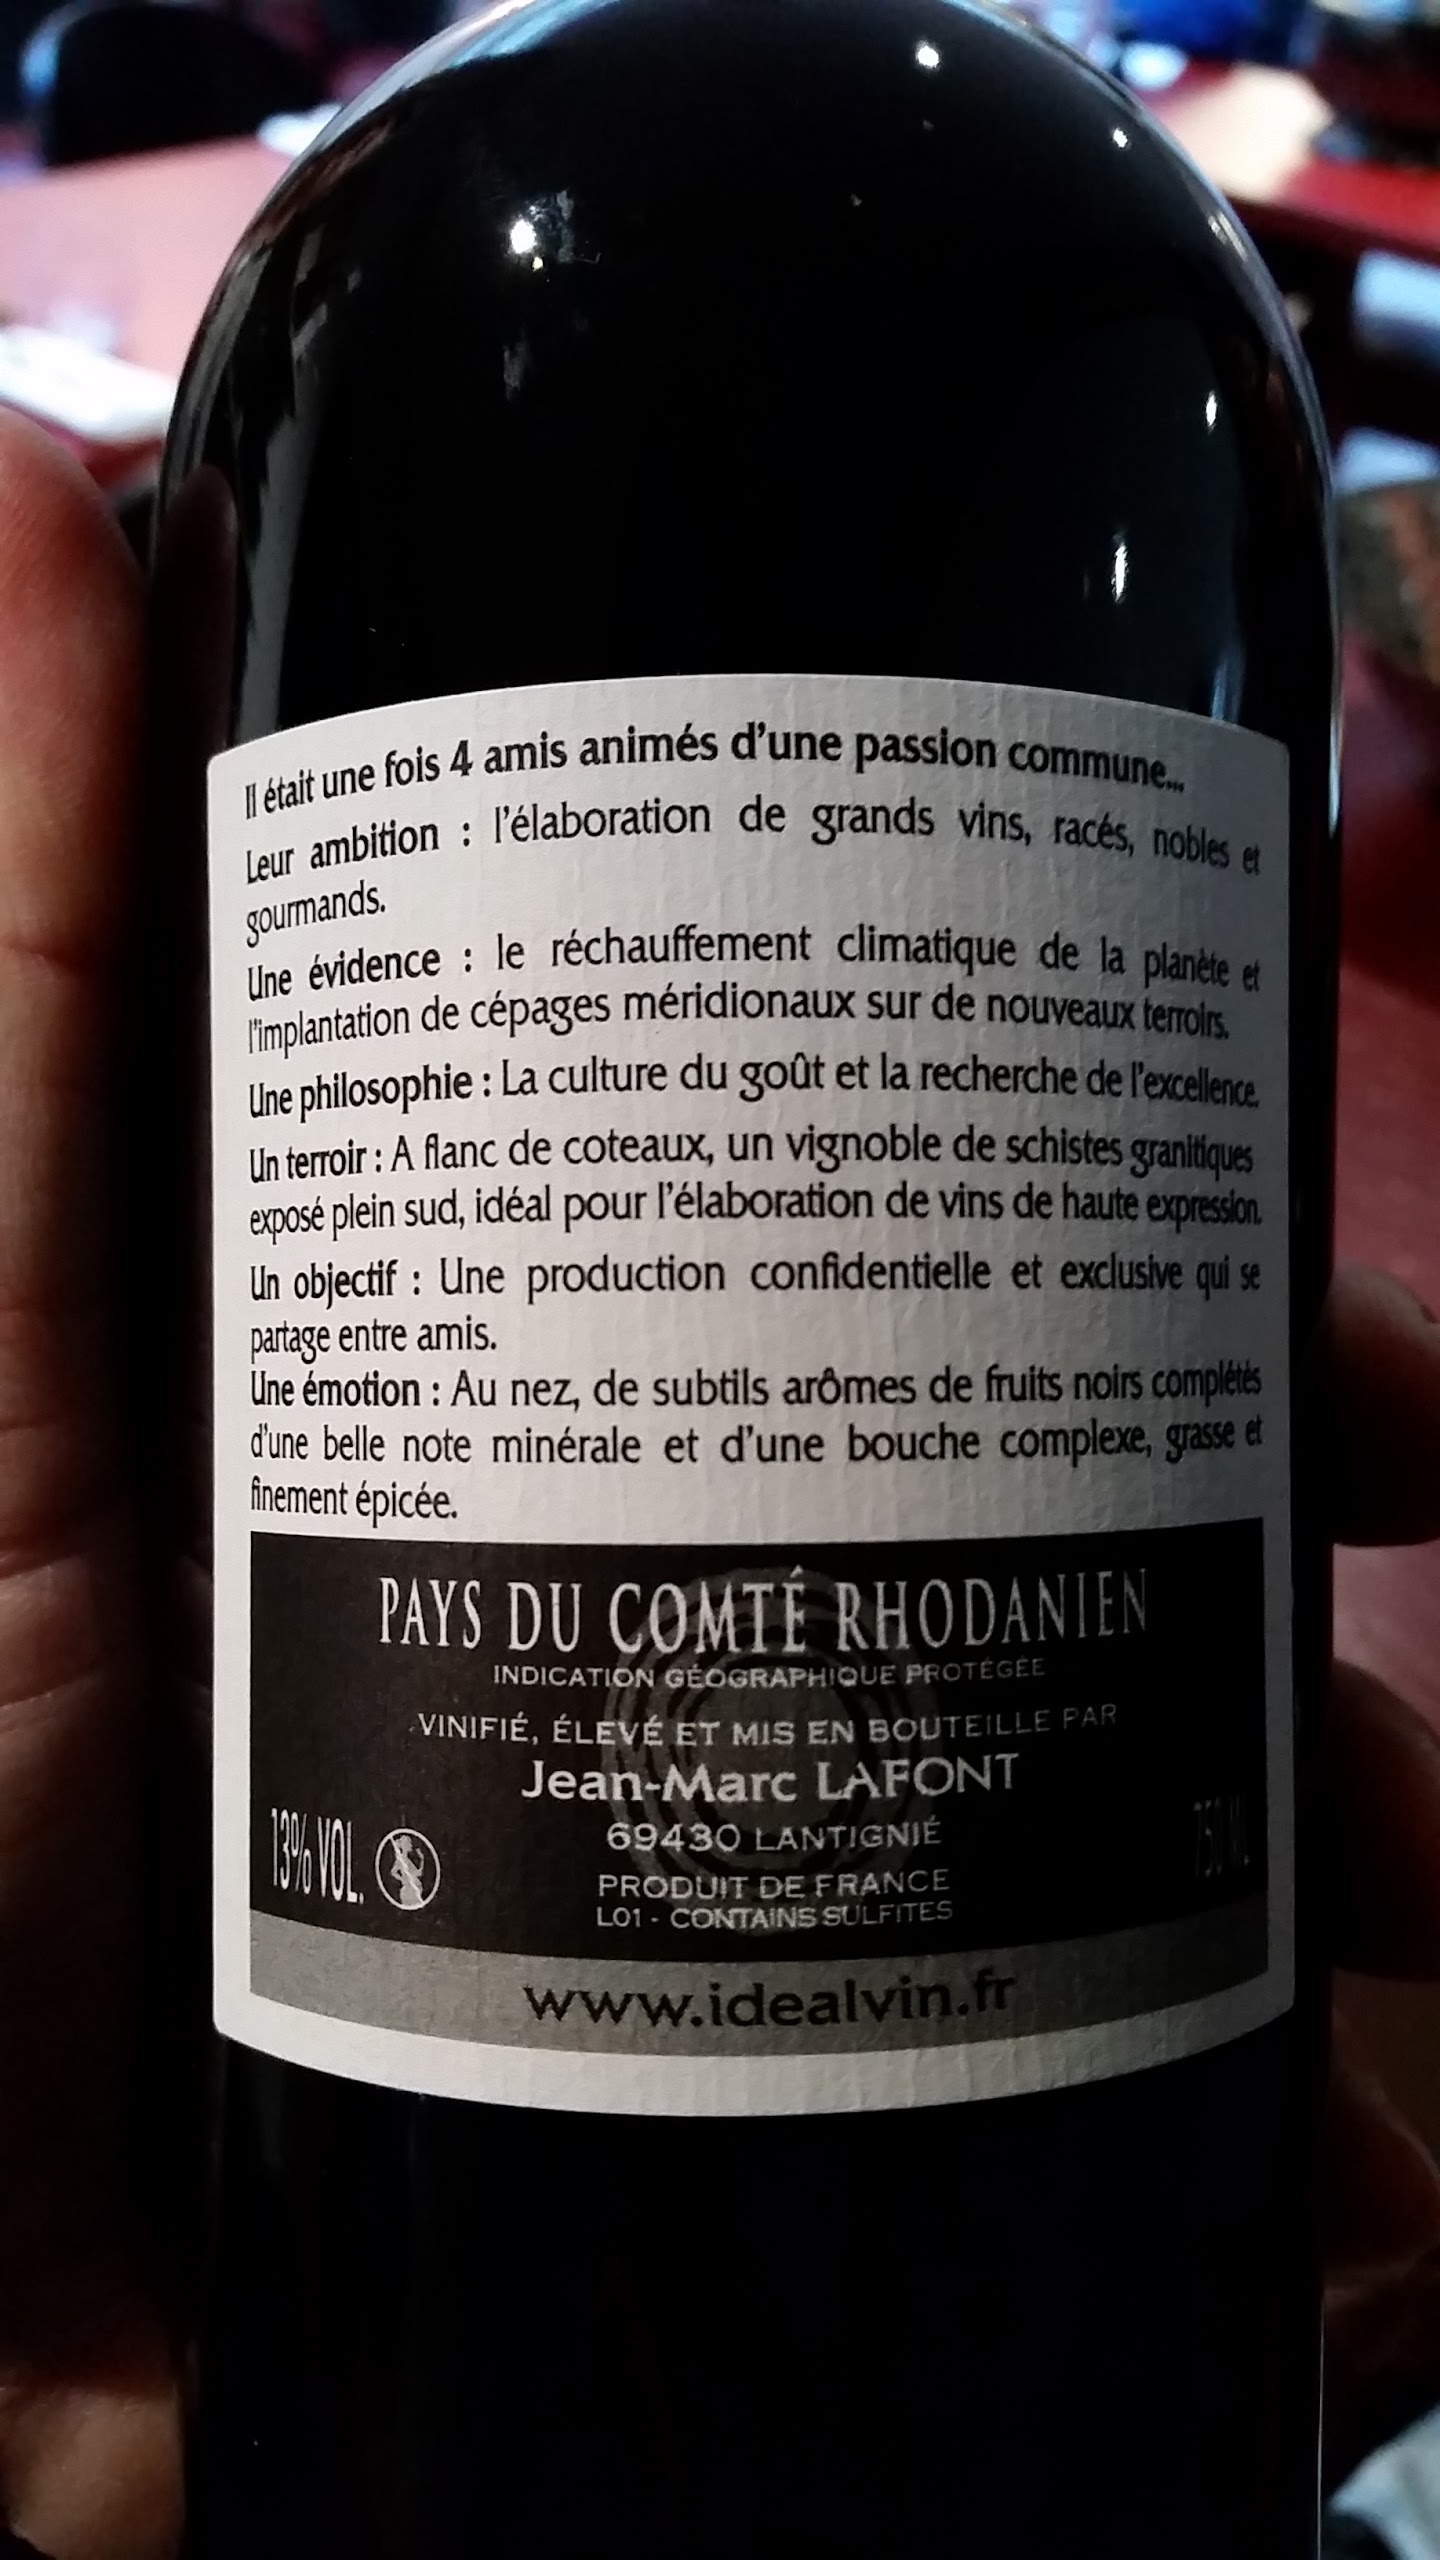 Il était une fois 4 amis animés d'une passion commune...
Leur ambition : l'élaboration de grands vins, racés, nobles et
gourmands.
Une évidence : le réchauffement climatique de la planète et
l'implantation de cépages méridionaux sur de nouveaux terroirs.
Une philosophie : La culture du goût et la recherche de l'excellence.
Un terroir : A flanc de coteaux, un vignoble de schistes granitiques
exposé plein sud, idéal pour l'élaboration de vins de haute expression.
Un objectif : Une production confidentielle et exclusive qui se
partage entre amis.
Une émotion : Au nez, de subtils arômes de fruits noirs complétés
d'une belle note minérale et d'une bouche complexe, grasse et
finement épicée.
PAYS DU COMTÉ RHODANIEN
INDICATION GÉOGRAPHIQUE PROTÉGÉE
VINIFIÉ, ÉLEVÉ ET MIS EN BOUTEILLE PAR
Jean-Marc LAFONT
69430 LANTIGNIÉ
13% VOL.
750 ML
PRODUIT DE FRANCE
L01 - CONTAINS SULFITES
www.idealvin.fr